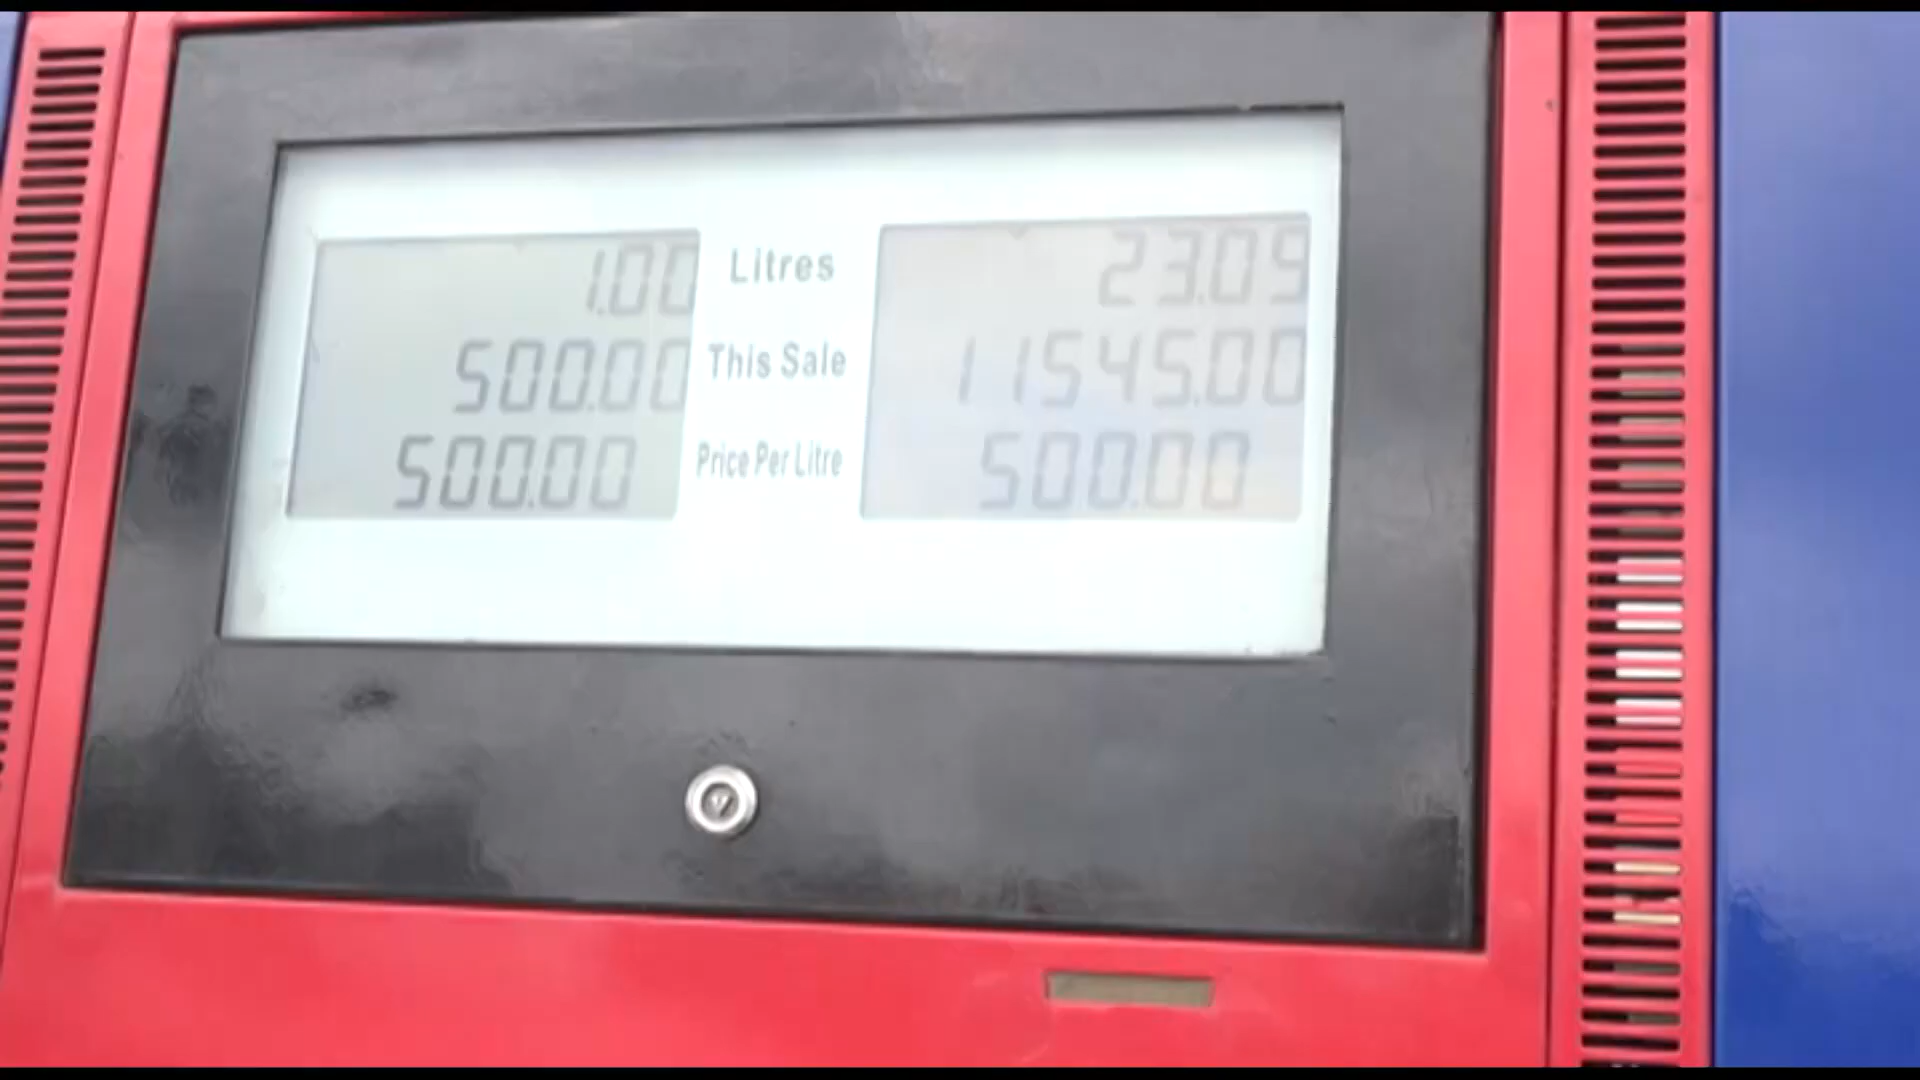 1.00 Litres 23.09
500.00 This Sale 11545.00
500.00 Price Per Litre 500.00